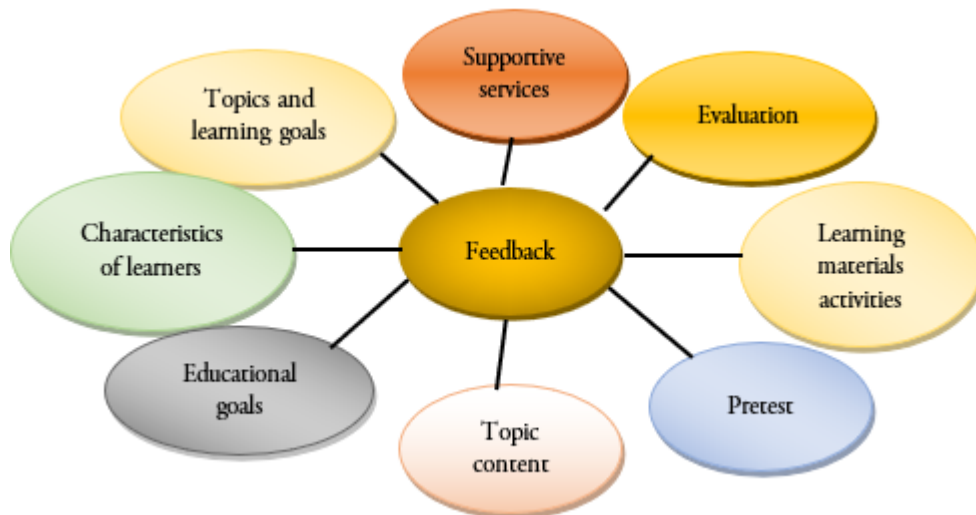 Supportive
services
Topics and
learning goals
Evaluation
Characteristics
of learners
Feedback
Learning
materials
activities
Educational
goals
Pretest
Topic
content